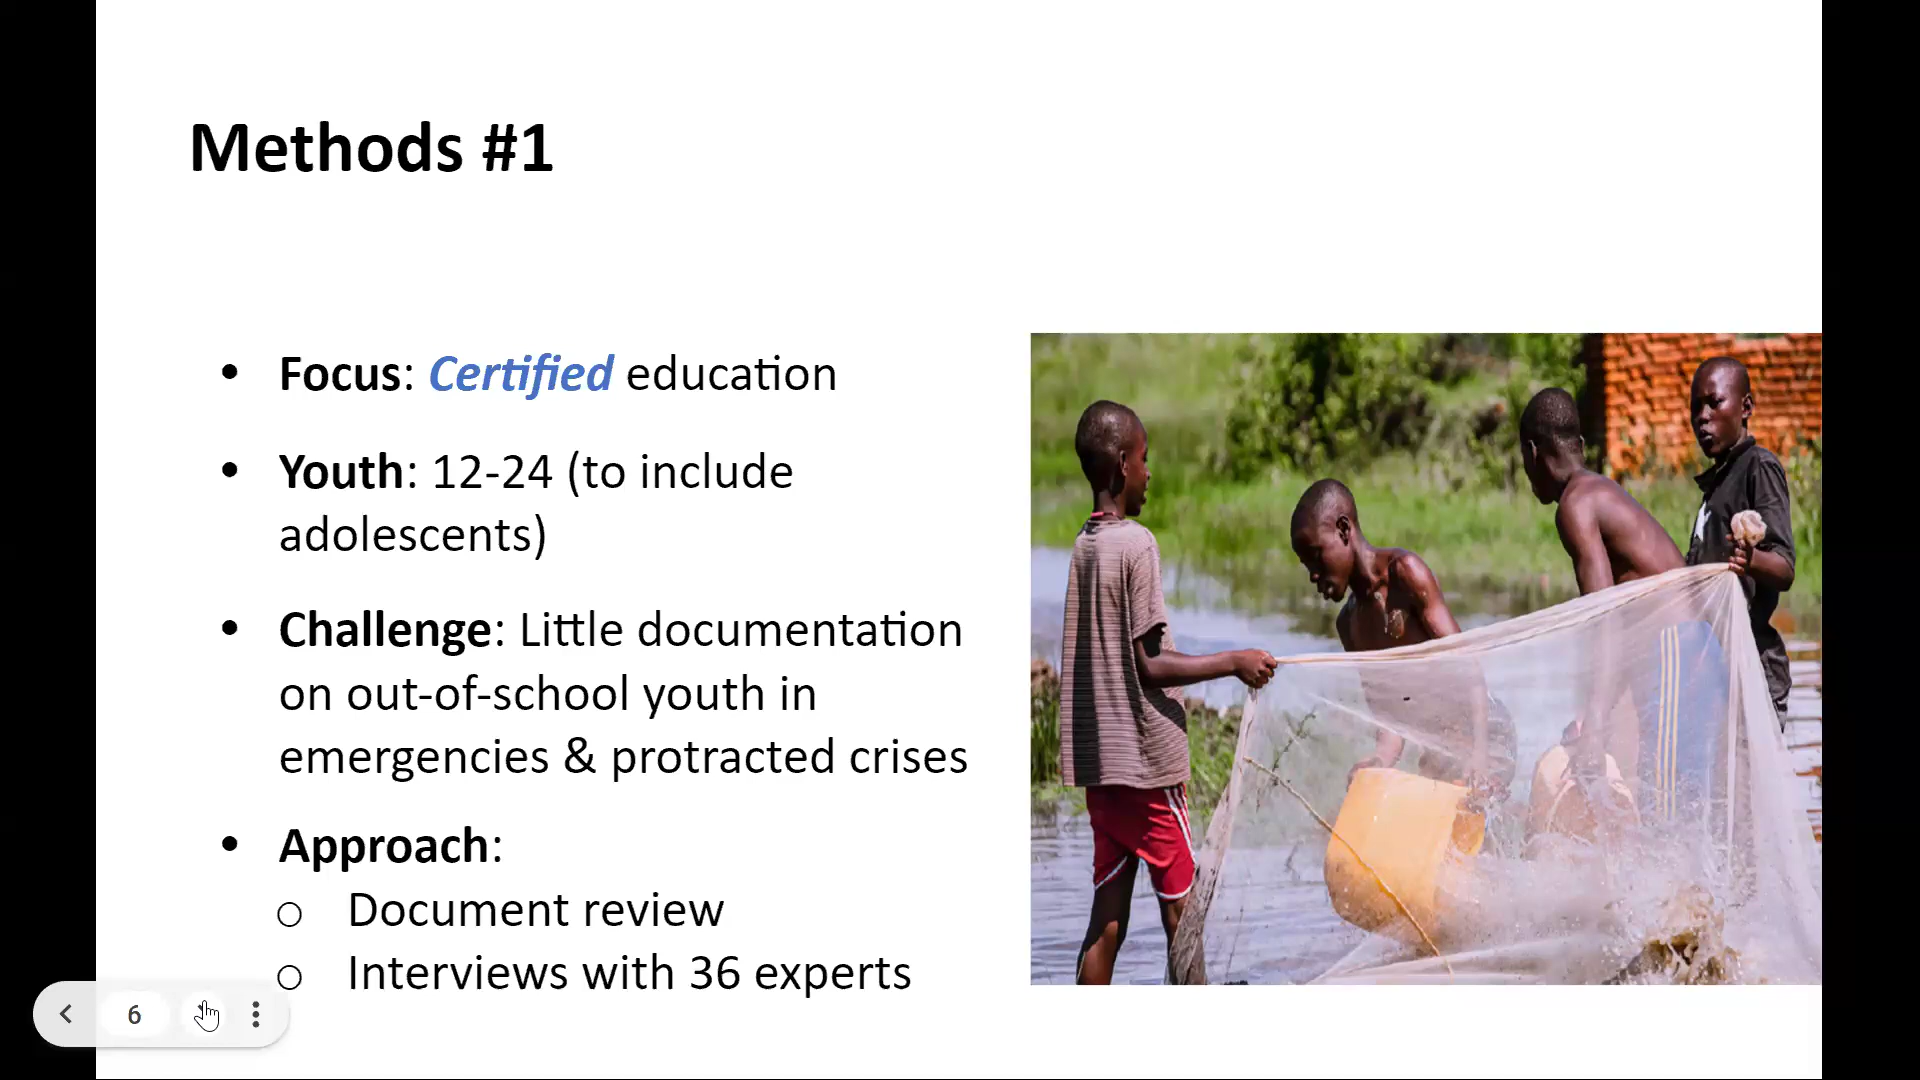 Methods #1
• Focus: Certified education
• Youth: 12-24 (to include
adolescents)
• Challenge: Little documentation
on out-of-school youth in
emergencies & protracted crises
• Approach:
○ Document review
○ Interviews with 36 experts
6